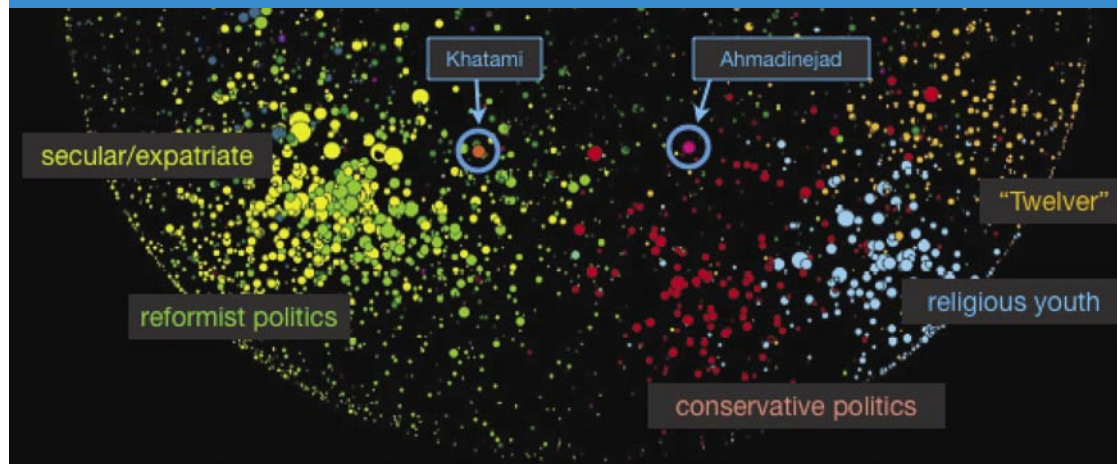 Khatami
Ahmadinejad
secular/expatriate
"Twelver"
religious youth
reformist politics
conservative politics